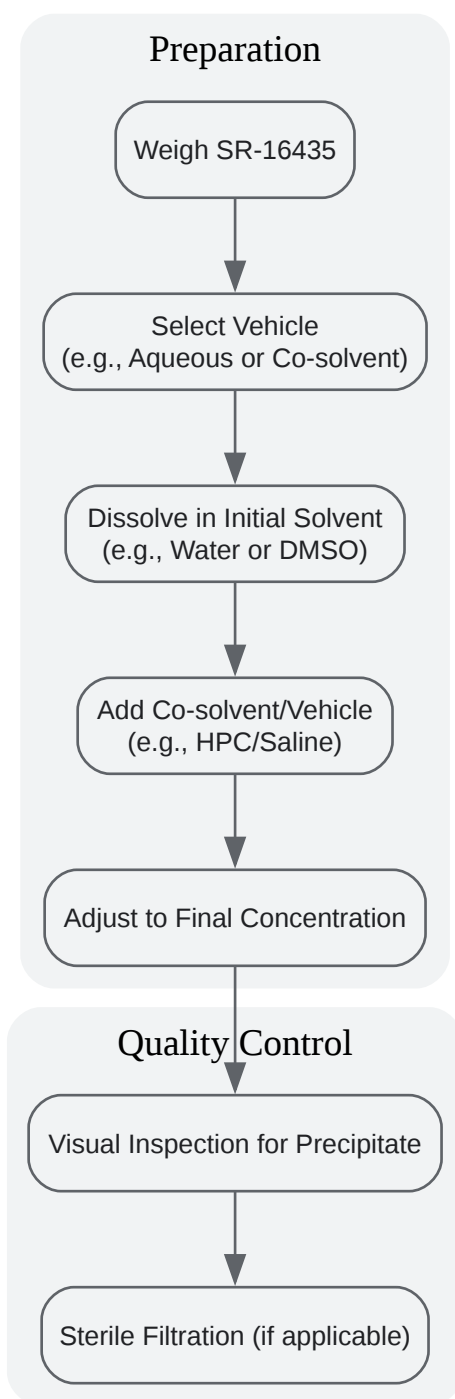 Preparation
Weigh SR-16435
Select Vehicle
(e.g., Aqueous or Co-solvent)
Dissolve in Initial Solvent
(e.g., Water or DMSO)
Add Co-solvent/Vehicle
(e.g., HPC/Saline)
Adjust to Final Concentration
Quality Control
Visual Inspection for Precipitate
Sterile Filtration (if applicable)